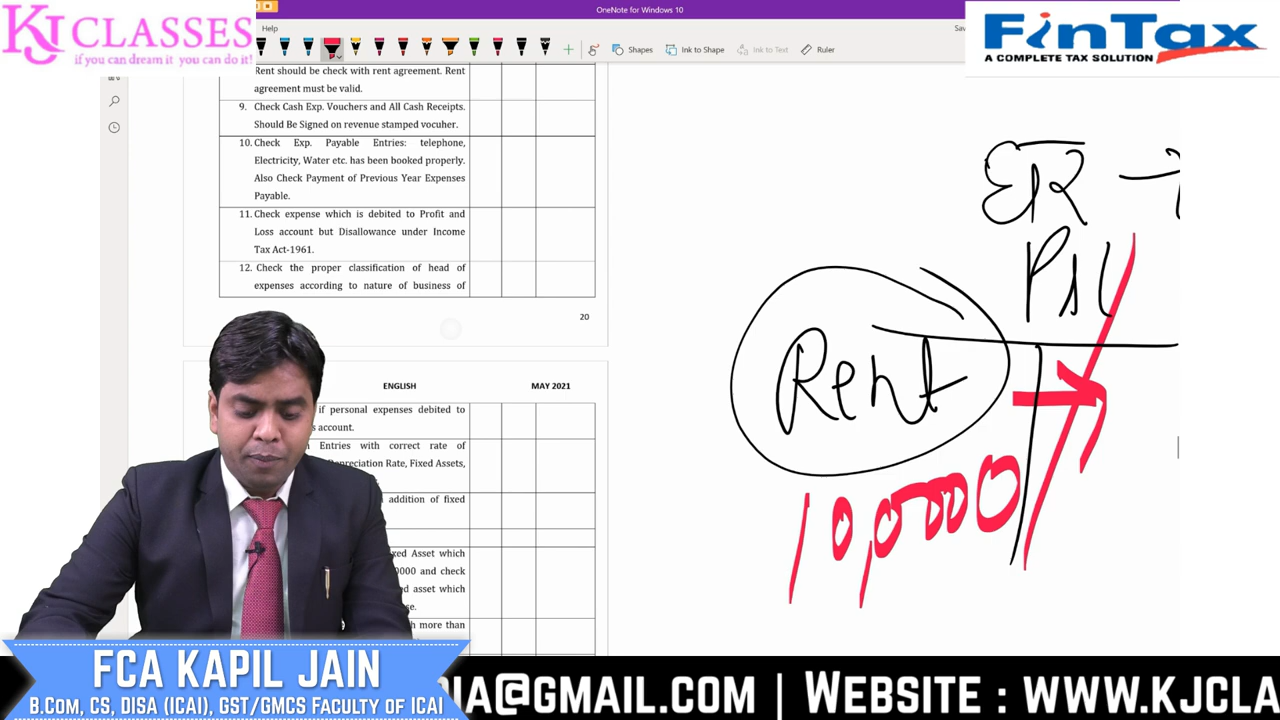 KJ CLASSES
if you can dream it you can do it!
OneNote for Windows 10
FinTax
A COMPLETE TAX SOLUTION
Help
Shapes
Ink to Shape
Ink to Text
Ruler
Rent should be check with rent agreement. Rent
agreement must be valid.
9. Check Cash Exp. Vouchers and All Cash Receipts.
Should Be Signed on revenue stamped vocuher.
10. Check Exp. Payable Entries: telephone,
Electricity, Water etc. has been booked properly.
Also Check Payment of Previous Year Expenses
Payable.
11. Check expense which is debited to Profit and
Loss account but Disallowance under Income
Tax Act-1961.
12. Check the proper classification of head of
expenses according to nature of business of
20
ENGLISH MAY 2021
if personal expenses debited to
account.
Entries with correct rate of
Depreciation Rate, Fixed Assets,
addition of fixed
Asset which
0000 and check
asset which
more than
Rent
FCA KAPIL JAIN
B.COM, CS, DISA (ICAI), GST/GMCS FACULTY OF ICAI
DIA@GMAIL.COM | WEBSITE : WWW.KJCLA